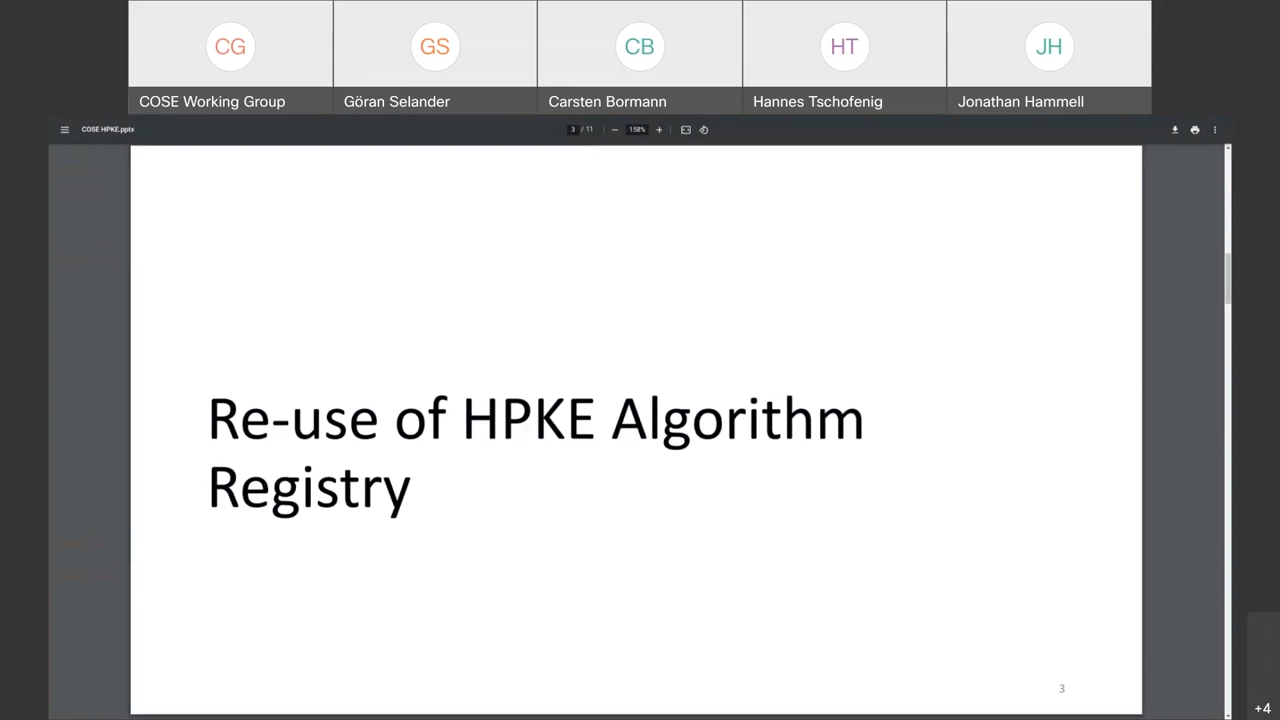 CG
GS
CB
HT
JH
COSE Working Group
Göran Selander
Carsten Bormann
Hannes Tschofenig
Jonathan Hammell
COSE HPKE.pptx
3 / 11
158%
Re-use of HPKE Algorithm
Registry
3
+4